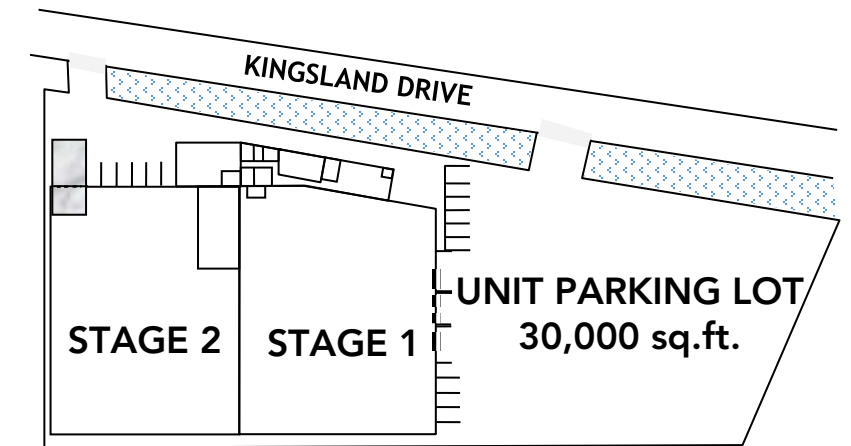 KINGSLAND DRIVE
UNIT PARKING LOT
30,000 sq.ft.
STAGE 2
STAGE 1